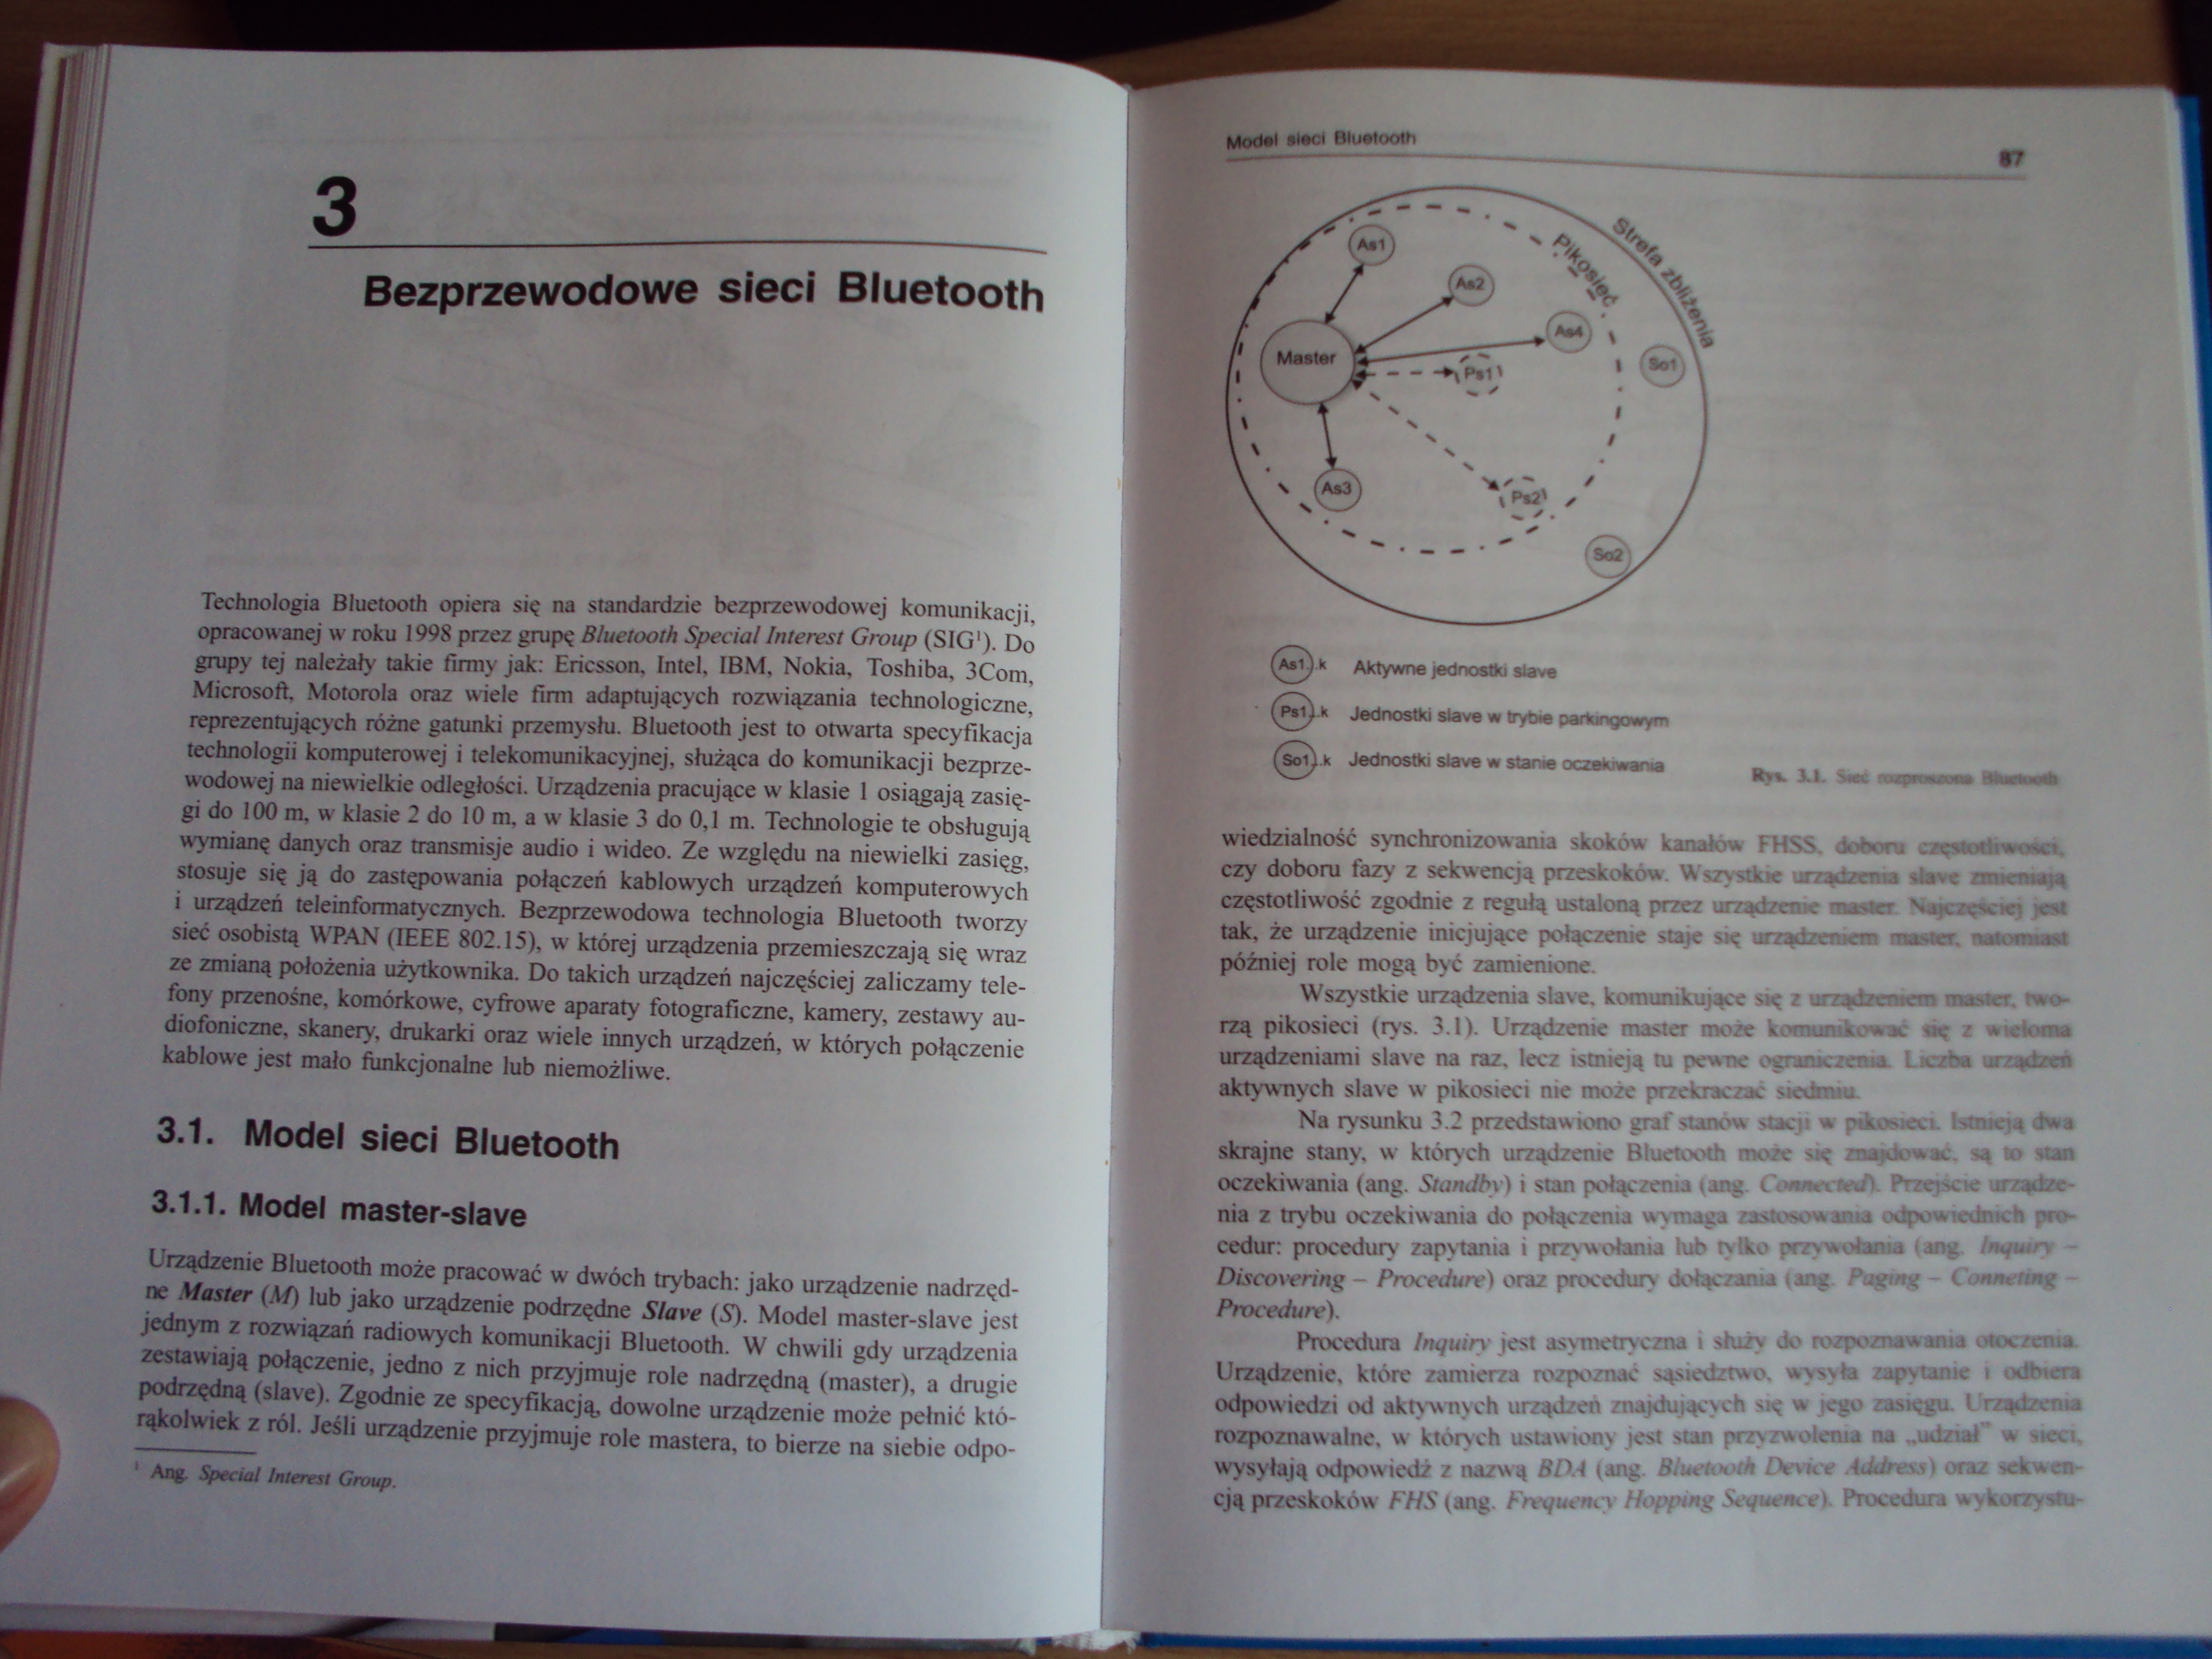 3
Bezprzewodowe sieci Bluetooth
Technologia Bluetooth opiera się na standardzie bezprzewodowej komunikacji,
opracowanej w roku 1998 przez grupę Bluetooth Special Interest Group (SIG¹). Do
grupy tej należały takie firmy jak: Ericsson, Intel, IBM, Nokia, Toshiba, 3Com,
Microsoft, Motorola oraz wiele firm adaptujących rozwiązania technologiczne,
reprezentujących różne gatunki przemysłu. Bluetooth jest to otwarta specyfikacja
technologii komputerowej i telekomunikacyjnej, służąca do komunikacji bezprze-
wodowej na niewielkie odległości. Urządzenia pracujące w klasie 1 osiągają zasię-
gi do 100 m, w klasie 2 do 10 m, a w klasie 3 do 0,1 m. Technologie te obsługują
wymianę danych oraz transmisje audio i wideo. Ze względu na niewielki zasięg,
stosuje się ją do zastępowania połączeń kablowych urządzeń komputerowych
i urządzeń teleinformatycznych. Bezprzewodowa technologia Bluetooth tworzy
sieć osobistą WPAN (IEEE 802.15), w której urządzenia przemieszczają się wraz
ze zmianą położenia użytkownika. Do takich urządzeń najczęściej zaliczamy tele-
fony przenośne, komórkowe, cyfrowe aparaty fotograficzne, kamery, zestawy au-
diofoniczne, skanery, drukarki oraz wiele innych urządzeń, w których połączenie
kablowe jest mało funkcjonalne lub niemożliwe.
3.1. Model sieci Bluetooth
3.1.1. Model master-slave
Urządzenie Bluetooth może pracować w dwóch trybach: jako urządzenie nadrzęd-
ne Master (M) lub jako urządzenie podrzędne Slave (S). Model master-slave jest
jednym z rozwiązań radiowych komunikacji Bluetooth. W chwili gdy urządzenia
zestawiają połączenie, jedno z nich przyjmuje role nadrzędną (master), a drugie
podrzędną (slave). Zgodnie ze specyfikacją, dowolne urządzenie może pełnić któ-
rąkolwiek z ról. Jeśli urządzenie przyjmuje role mastera, to bierze na siebie odpo-
¹ Ang. Special Interest Group.
Model sieci Bluetooth
87
Strefa zbliżenia
Pikosieć
As1
As2
As4
Master
Ps1
So1
As3
Ps2
So2
As1..k Aktywne jednostki slave
Ps1..k Jednostki slave w trybie parkingowym
So1..k Jednostki slave w stanie oczekiwania
Rys. 3.1. Sieć rozproszona Bluetooth
wiedzialność synchronizowania skoków kanałów FHSS, doboru częstotliwości,
czy doboru fazy z sekwencją przeskoków. Wszystkie urządzenia slave zmieniają
częstotliwość zgodnie z regułą ustaloną przez urządzenie master. Najczęściej jest
tak, że urządzenie inicjujące połączenie staje się urządzeniem master, natomiast
później role mogą być zamienione.
Wszystkie urządzenia slave, komunikujące się z urządzeniem master, two-
rzą pikosieci (rys. 3.1). Urządzenie master może komunikować się z wieloma
urządzeniami slave na raz, lecz istnieją tu pewne ograniczenia. Liczba urządzeń
aktywnych slave w pikosieci nie może przekraczać siedmiu.
Na rysunku 3.2 przedstawiono graf stanów stacji w pikosieci. Istnieją dwa
skrajne stany, w których urządzenie Bluetooth może się znajdować, są to stan
oczekiwania (ang. Standby) i stan połączenia (ang. Connected). Przejście urządze-
nia z trybu oczekiwania do połączenia wymaga zastosowania odpowiednich pro-
cedur: procedury zapytania i przywołania lub tylko przywołania (ang. Inquiry –
Discovering – Procedure) oraz procedury dołączania (ang. Paging – Conneting –
Procedure).
Procedura Inquiry jest asymetryczna i służy do rozpoznawania otoczenia.
Urządzenie, które zamierza rozpoznać sąsiedztwo, wysyła zapytanie i odbiera
odpowiedzi od aktywnych urządzeń znajdujących się w jego zasięgu. Urządzenia
rozpoznawalne, w których ustawiony jest stan przyzwolenia na „udział” w sieci,
wysyłają odpowiedź z nazwą BDA (ang. Bluetooth Device Address) oraz sekwen-
cją przeskoków FHS (ang. Frequency Hopping Sequence). Procedura wykorzystu-